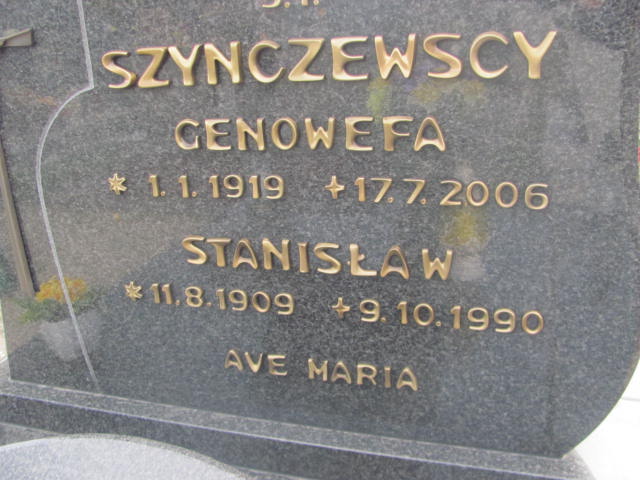 SZYNCZEWSCY
GENOWEFA
* 1.1.1919 +17.7.2006
STANISŁAW
* 11.8.1909 +9.10.1990
AVE MARIA